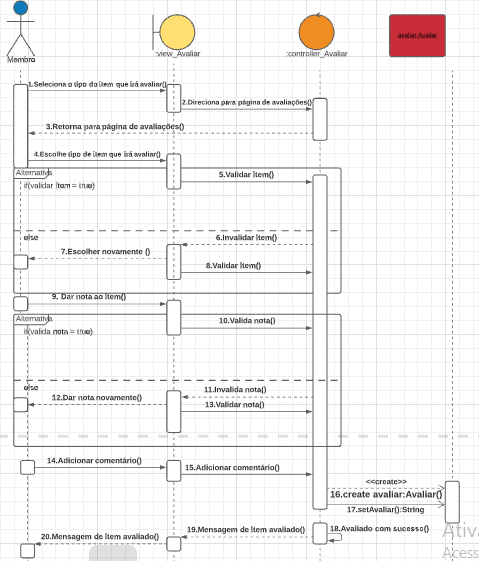 Membro
:view_Avaliar
:controller_Avaliar
avaliar:Avaliar
1.Seleciona o tipo do item que irá avaliar()
2.Direciona para página de avaliações()
3.Retorna para página de avaliações()
4.Escolhe tipo de item que irá avaliar()
Alternativa
5.Validar Item()
if(validar Item = true)
else
6.Invalidar Item()
7.Escolher novamente ()
8.Validar Item()
9. Dar nota ao Item()
Alternativa
10.Valida nota()
if(valida nota = true)
else
11.Invalida nota()
12.Dar nota novamente()
13.Validar nota()
14.Adicionar comentário()
15.Adicionar comentário()
<<create>>
16.create avaliar:Avaliar()
17.setAvaliar():String
18.Avaliado com sucesso()
19.Mensagem de Item avaliado()
20.Mensagem de Item avaliado()